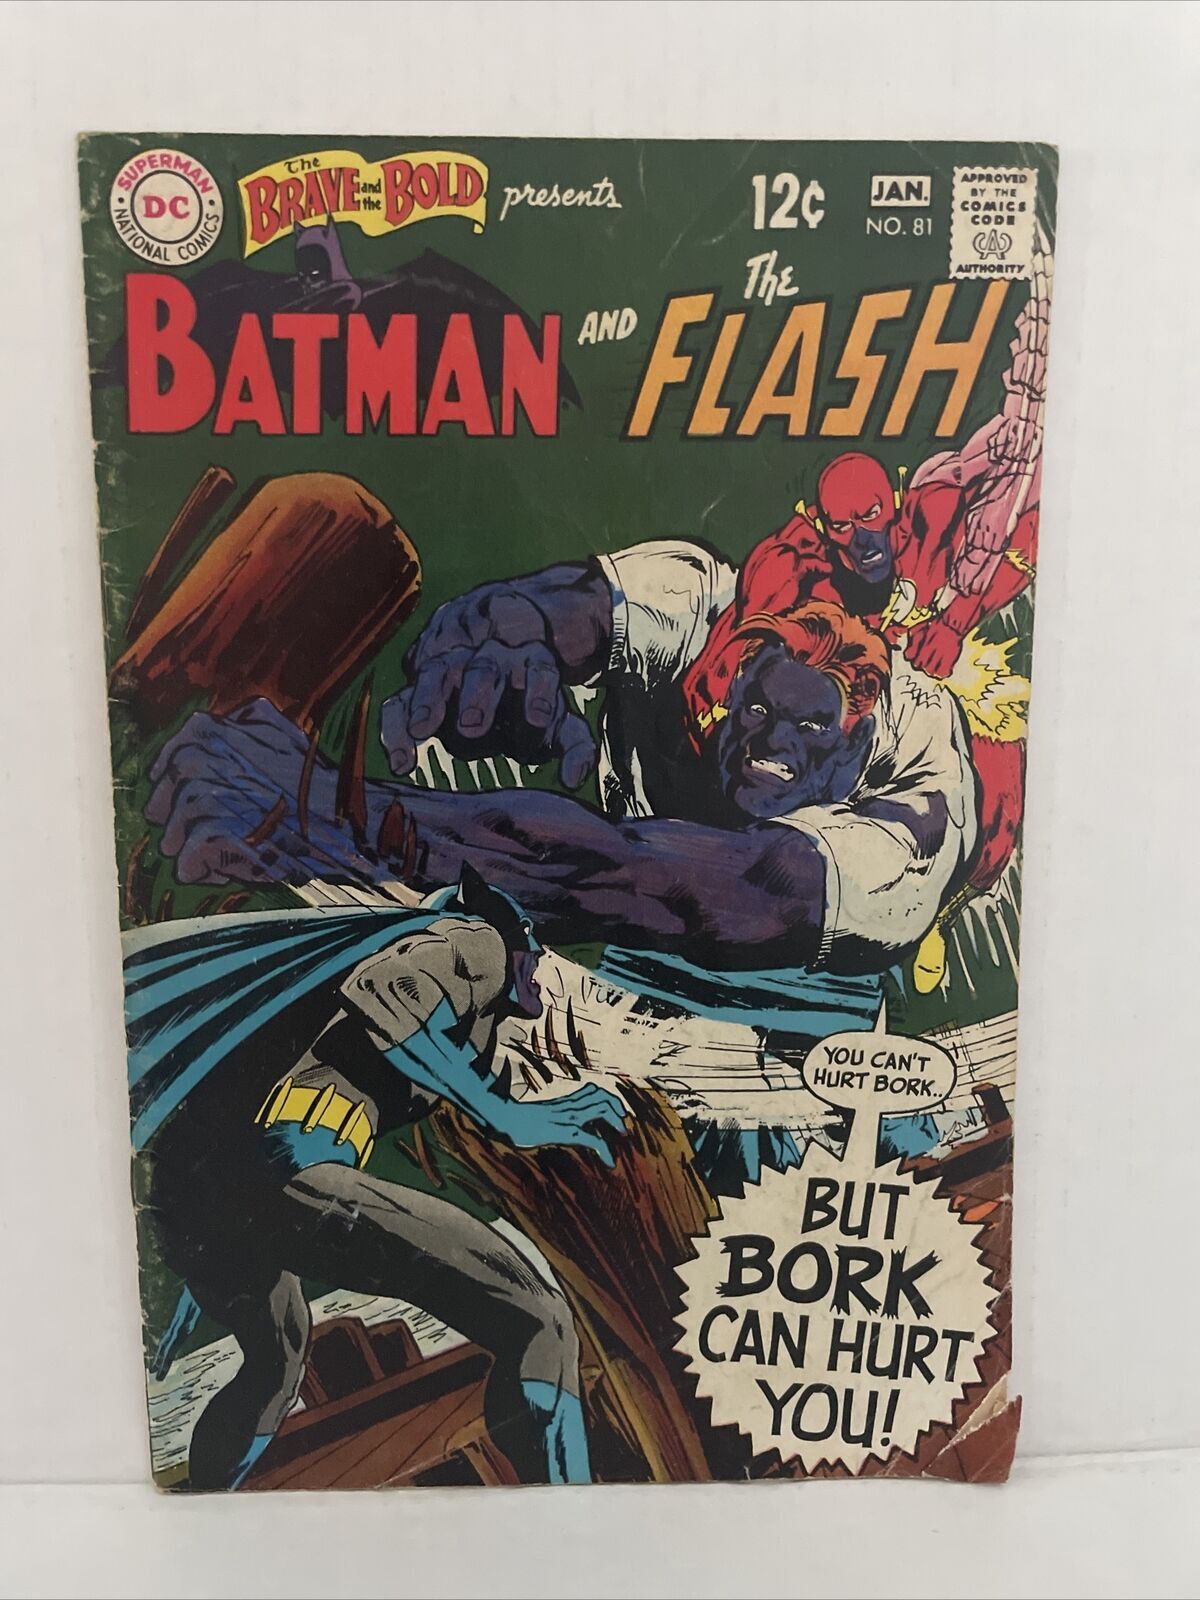 SUPERMAN
DC
NATIONAL COMICS
The
BRAVE and the BOLD
presents
12¢
JAN.
NO. 81
APPROVED
BY THE
COMICS
CODE
CA
AUTHORITY
BATMAN AND The FLASH
YOU CAN'T
HURT BORK..
BUT
BORK
CAN HURT
YOU!